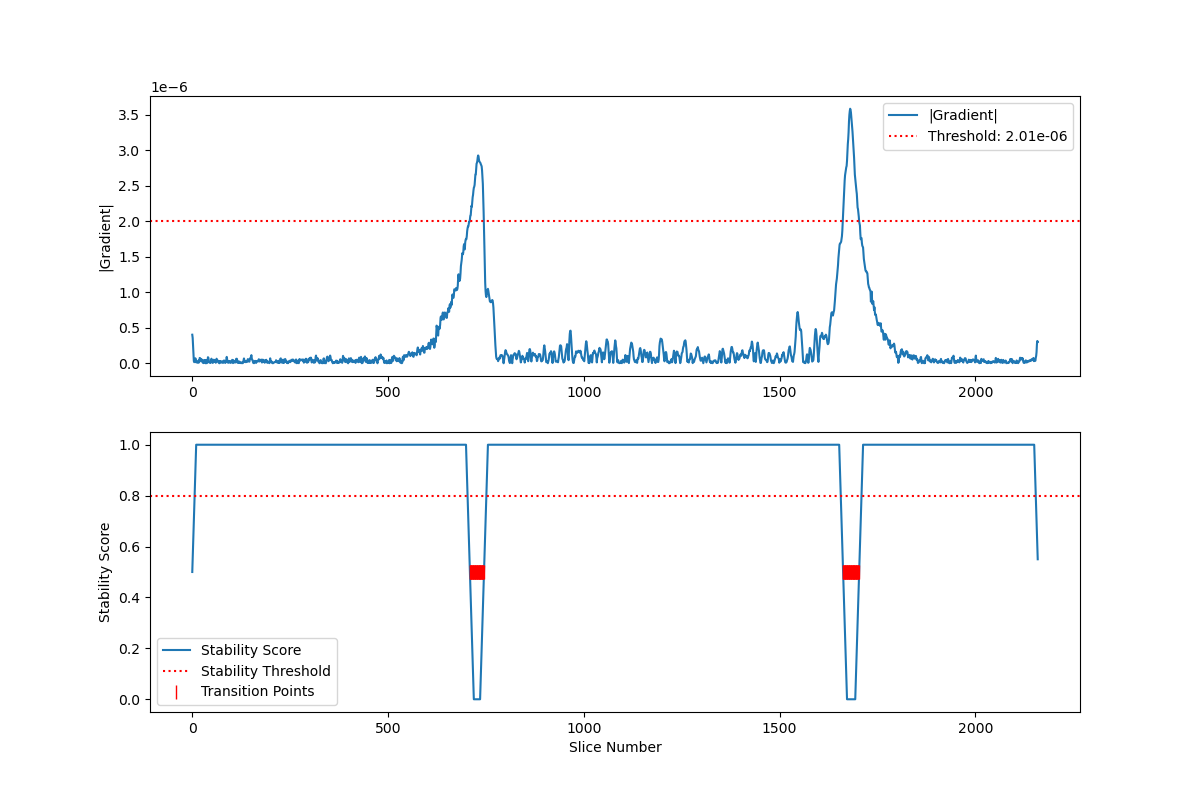 1e−6
3.5
3.0
2.5
2.0
1.5
1.0
0.5
0.0
|Gradient|
|Gradient|
Threshold: 2.01e-06
0 500 1000 1500 2000
1.0
0.8
0.6
0.4
0.2
0.0
Stability Score
Stability Score
Stability Threshold
Transition Points
0 500 1000 1500 2000
Slice Number